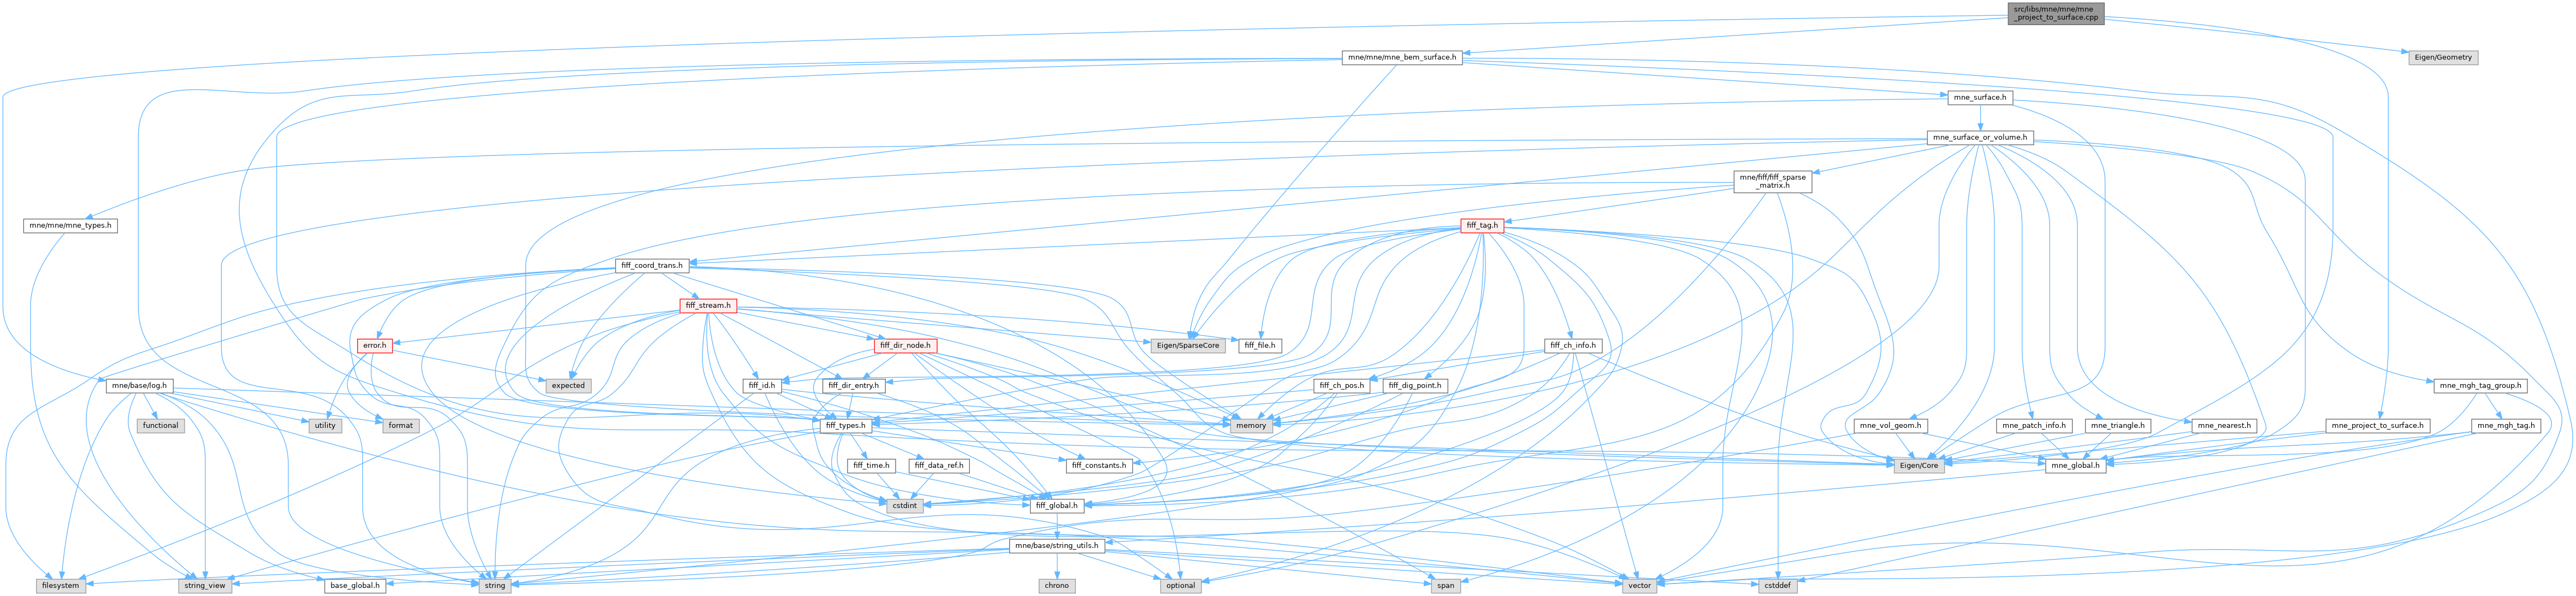 src/libs/mne/mne/mne
_project_to_surface.cpp
mne/mne/mne_bem_surface.h
Eigen/Geometry
mne_surface.h
mne_surface_or_volume.h
mne/fiff/fiff_sparse
_matrix.h
mne/mne/mne_types.h
fiff_tag.h
fiff_coord_trans.h
fiff_stream.h
error.h
fiff_dir_node.h
Eigen/SparseCore
fiff_file.h
fiff_ch_info.h
mne/base/log.h
expected
fiff_id.h
fiff_dir_entry.h
fiff_ch_pos.h
fiff_dig_point.h
mne_mgh_tag_group.h
functional
utility
format
fiff_types.h
memory
mne_vol_geom.h
mne_patch_info.h
mne_triangle.h
mne_nearest.h
mne_project_to_surface.h
mne_mgh_tag.h
fiff_time.h
fiff_data_ref.h
fiff_constants.h
Eigen/Core
mne_global.h
cstdint
fiff_global.h
mne/base/string_utils.h
filesystem
string_view
base_global.h
string
chrono
optional
span
vector
cstddef